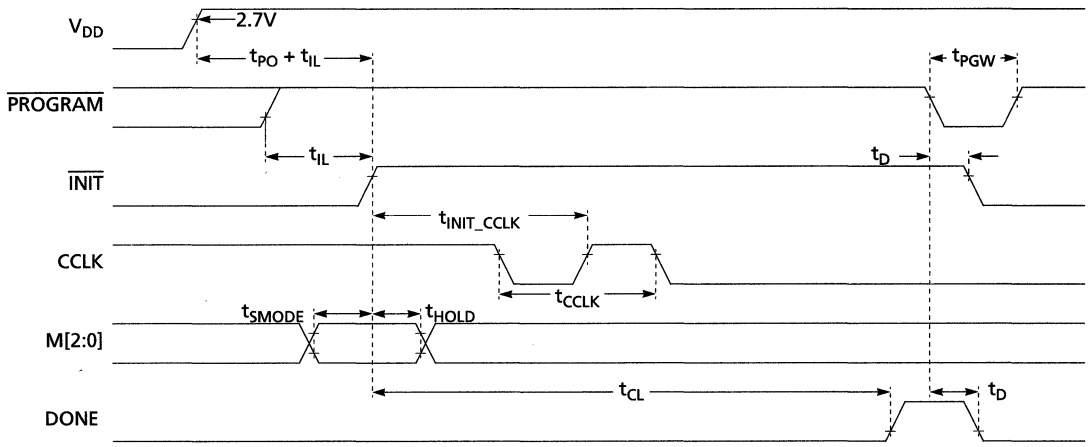 VDD
2.7V
tPO + tIL
tPGW
PROGRAM
tIL
tD
INIT
tINIT_CCLK
CCLK
tCCLK
tSMODE
tHOLD
M[2:0]
tCL
tD
DONE